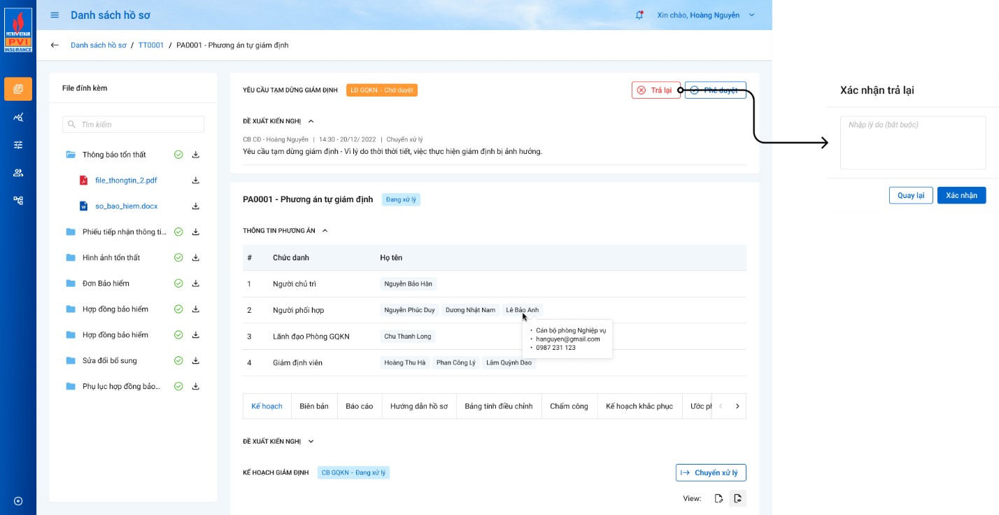 PETROVIETNAM
PVI
INSURANCE
Danh sách hồ sơ
Xin chào, Hoàng Nguyên
Danh sách hồ sơ / TT0001 / PA0001 - Phương án tự giám định
File đính kèm
Tìm kiếm
Thông báo tổn thất
file_thongtin_2.pdf
so_bao_hiem.docx
Phiếu tiếp nhận thông ti...
Hình ảnh tổn thất
Đơn Bảo hiểm
Hợp đồng bảo hiểm
Hợp đồng bảo hiểm
Sửa đổi bổ sung
Phụ lục hợp đồng bảo...
YÊU CẦU TẠM DỪNG GIÁM ĐỊNH
LĐ GQKN - Chờ duyệt
Trả lại
Phê duyệt
ĐỀ XUẤT KIẾN NGHỊ
CB CĐ - Hoàng Nguyên | 14:30 - 20/12/ 2022 | Chuyển xử lý
Yêu cầu tạm dừng giám định - Vì lý do thời thời tiết, việc thực hiện giám định bị ảnh hưởng.
PA0001 - Phương án tự giám định
Đang xử lý
THÔNG TIN PHƯƠNG ÁN
# Chức danh Họ tên
1 Người chủ trì Nguyễn Bảo Hân
2 Người phối hợp Nguyễn Phúc Duy Dương Nhật Nam Lê Bảo Anh
3 Lãnh đạo Phòng GQKN Chu Thanh Long
4 Giám định viên Hoàng Thu Hà Phan Công Lý Lâm Quỳnh Dao
• Cán bộ phòng Nghiệp vụ
• hanguyen@gmail.com
• 0987 231 123
Kế hoạch Biên bản Báo cáo Hướng dẫn hồ sơ Bảng tính điều chỉnh Chấm công Kế hoạch khắc phục Ước ph
ĐỀ XUẤT KIẾN NGHỊ
KẾ HOẠCH GIÁM ĐỊNH
CB GQKN - Đang xử lý
Chuyển xử lý
View:
Xác nhận trả lại
Nhập lý do (bắt buộc)
Quay lại
Xác nhận